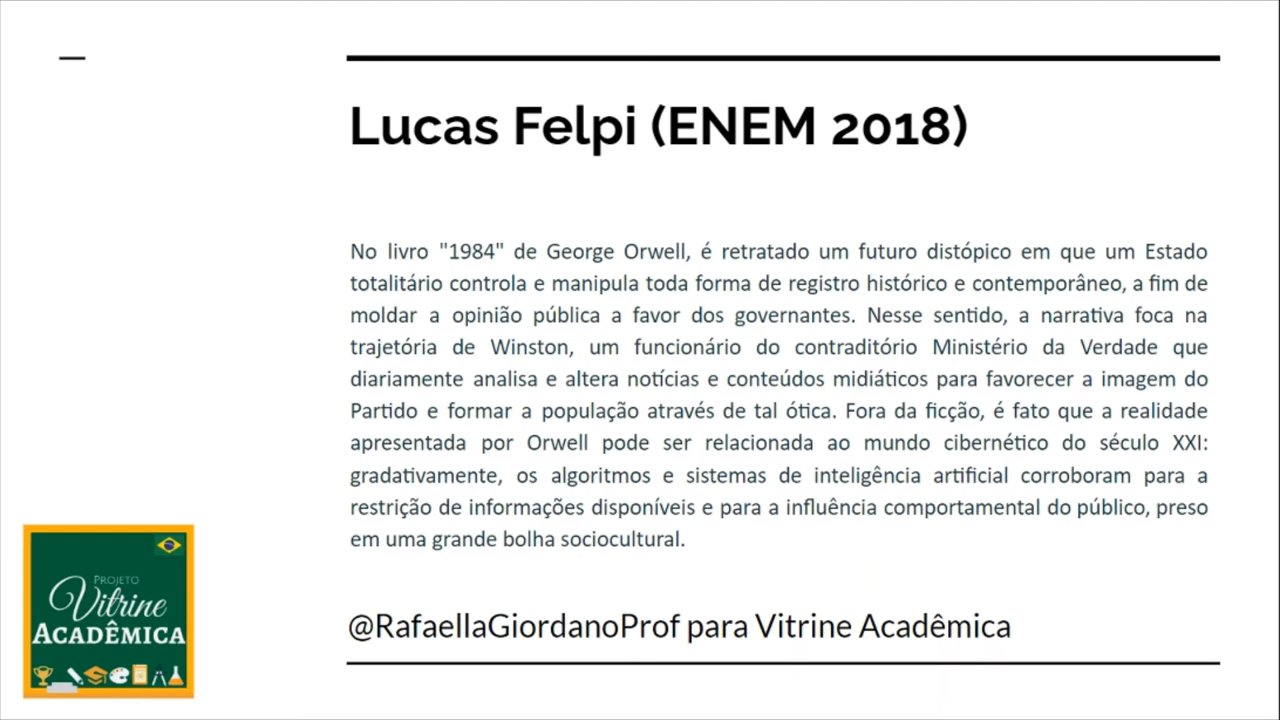 Lucas Felpi (ENEM 2018)
No livro "1984" de George Orwell, é retratado um futuro distópico em que um Estado
totalitário controla e manipula toda forma de registro histórico e contemporâneo, a fim de
moldar a opinião pública a favor dos governantes. Nesse sentido, a narrativa foca na
trajetória de Winston, um funcionário do contraditório Ministério da Verdade que
diariamente analisa e altera notícias e conteúdos midiáticos para favorecer a imagem do
Partido e formar a população através de tal ótica. Fora da ficção, é fato que a realidade
apresentada por Orwell pode ser relacionada ao mundo cibernético do século XXI:
gradativamente, os algoritmos e sistemas de inteligência artificial corroboram para a
restrição de informações disponíveis e para a influência comportamental do público, preso
em uma grande bolha sociocultural.
@RafaellaGiordanoProf para Vitrine Acadêmica
PROJETO
Vitrine
ACADÊMICA